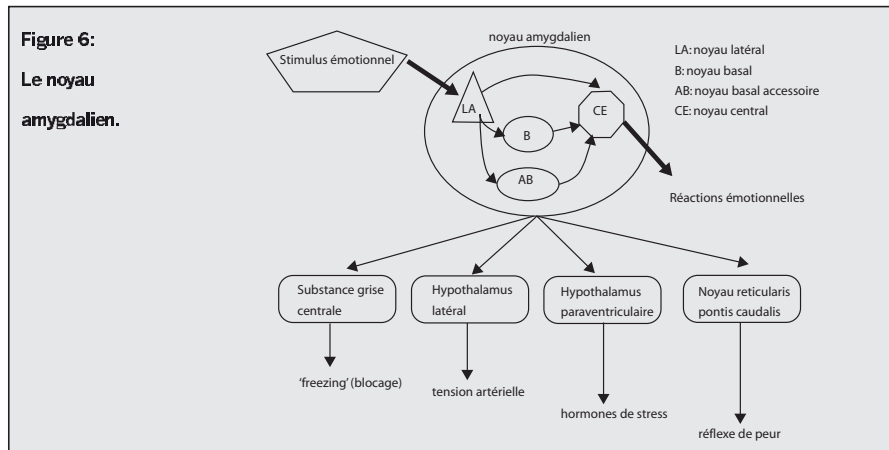 Figure 6:
Le noyau
amygdalien.
noyau amygdalien
Stimulus émotionnel
LA
B
AB
CE
LA: noyau latéral
B: noyau basal
AB: noyau basal accessoire
CE: noyau central
Réactions émotionnelles
Substance grise
centrale
Hypothalamus
latéral
Hypothalamus
paraventriculaire
Noyau reticularis
pontis caudalis
'freezing' (blocage)
tension artérielle
hormones de stress
réflexe de peur